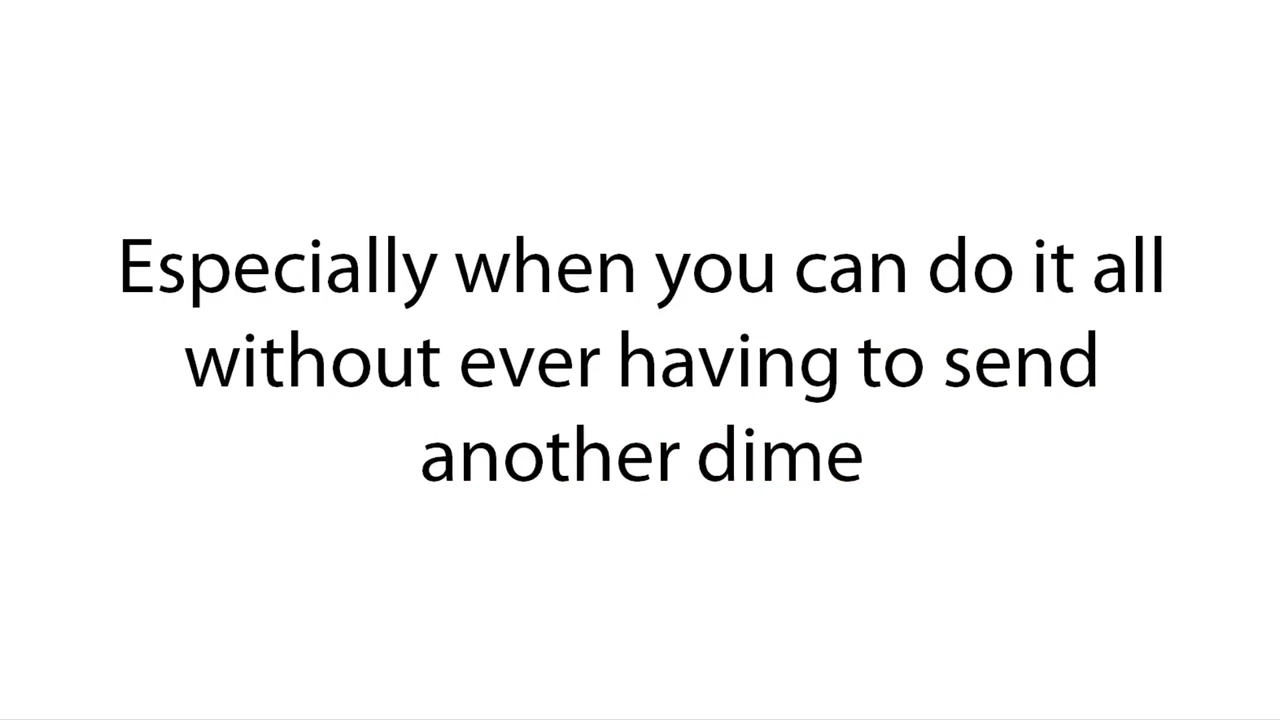 Especially when you can do it all
without ever having to send
another dime